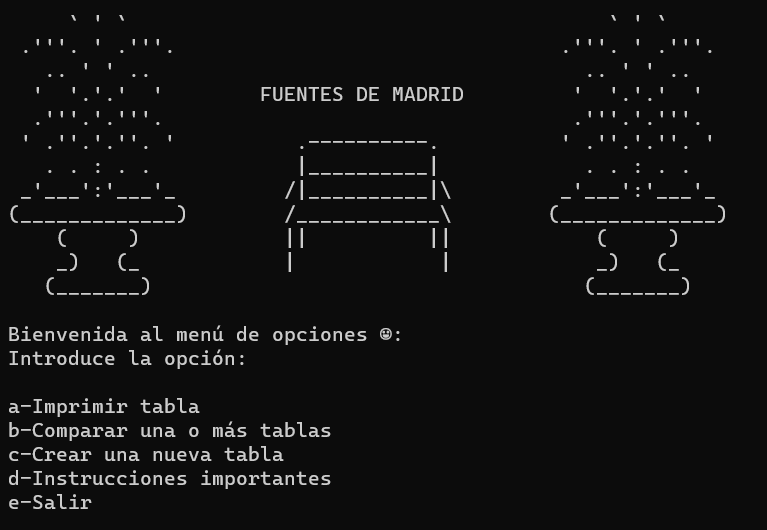 FUENTES DE MADRID
Bienvenida al menú de opciones 😀:
Introduce la opción:
a-Imprimir tabla
b-Comparar una o más tablas
c-Crear una nueva tabla
d-Instrucciones importantes
e-Salir